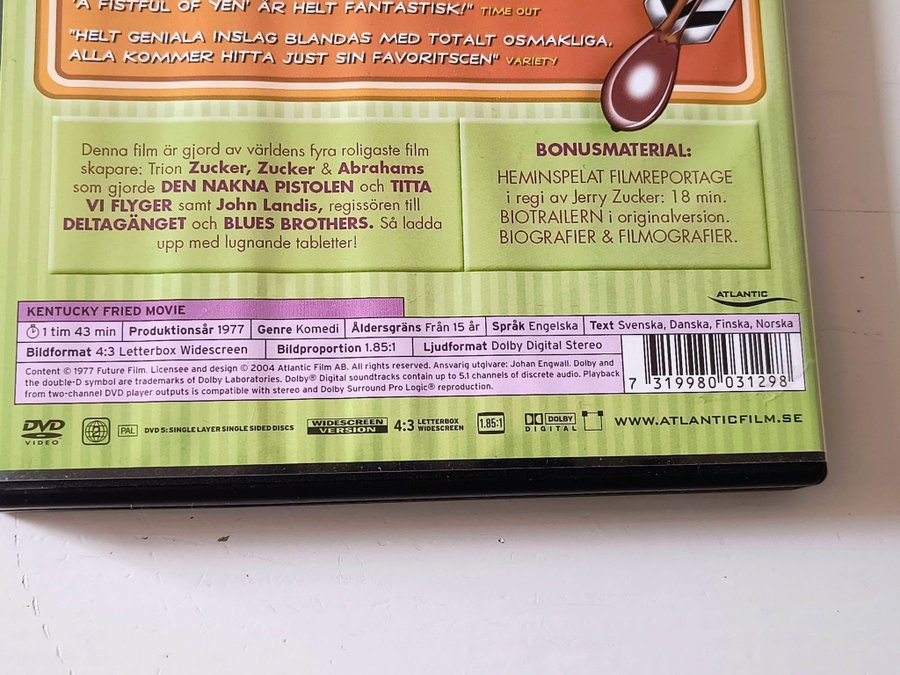 "A FISTFUL OF YEN' ÄR HELT FANTASTISK!" TIME OUT
"HELT GENIALA INSLAG BLANDAS MED TOTALT OSMAKLIGA.
ALLA KOMMER HITTA JUST SIN FAVORITSCEN" VARIETY
Denna film är gjord av världens fyra roligaste film
skapare: Trion Zucker, Zucker & Abrahams
som gjorde DEN NAKNA PISTOLEN och TITTA
VI FLYGER samt John Landis, regissören till
DELTAGÄNGET och BLUES BROTHERS. Så ladda
upp med lugnande tabletter!
BONUSMATERIAL:
HEMINSPELAT FILMREPORTAGE
i regi av Jerry Zucker: 18 min.
BIOTRAILERN i originalversion.
BIOGRAFIER & FILMOGRAFIER.
ATLANTIC
KENTUCKY FRIED MOVIE
1 tim 43 min Produktionsår 1977 Genre Komedi Åldersgräns Från 15 år Språk Engelska Text Svenska, Danska, Finska, Norska
Bildformat 4:3 Letterbox Widescreen Bildproportion 1.85:1 Ljudformat Dolby Digital Stereo
Content © 1977 Future Film. Licensee and design © 2004 Atlantic Film AB. All rights reserved. Ansvarig utgivare: Johan Engwall. Dolby and
the double-D symbol are trademarks of Dolby Laboratories. Dolby® Digital soundtracks contain up to 5.1 channels of discrete audio. Playback
from two-channel DVD player outputs is compatible with stereo and Dolby Surround Pro Logic® reproduction.
7 319980 031298
DVD VIDEO 2 PAL DVD 5: SINGLE LAYER SINGLE SIDED DISCS WIDESCREEN VERSION 4:3 LETTERBOX WIDESCREEN 1.85:1 DOLBY DIGITAL WWW.ATLANTICFILM.SE